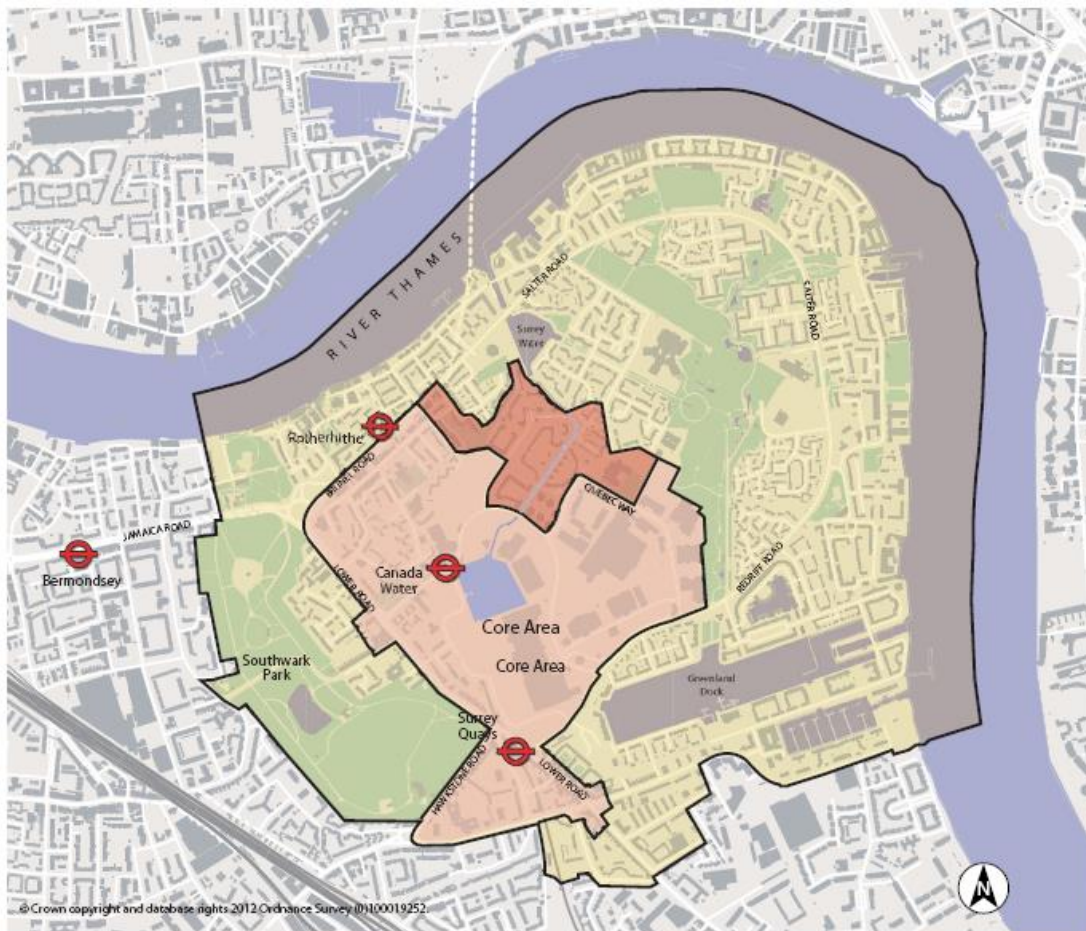 RIVER THAMES
SALTER ROAD
SALTER ROAD
Surrey
Water
Rotherhithe
BRUNEL ROAD
QUEBEC WAY
JAMAICA ROAD
Bermondsey
Canada
Water
LOWER ROAD
REDRIFF ROAD
Core Area
Core Area
Southwark
Park
Greenland
Dock
Surrey
Quays
HAWKSTONE ROAD
LOWER ROAD
N
© Crown copyright and database rights 2012 Ordnance Survey (0)100019252.